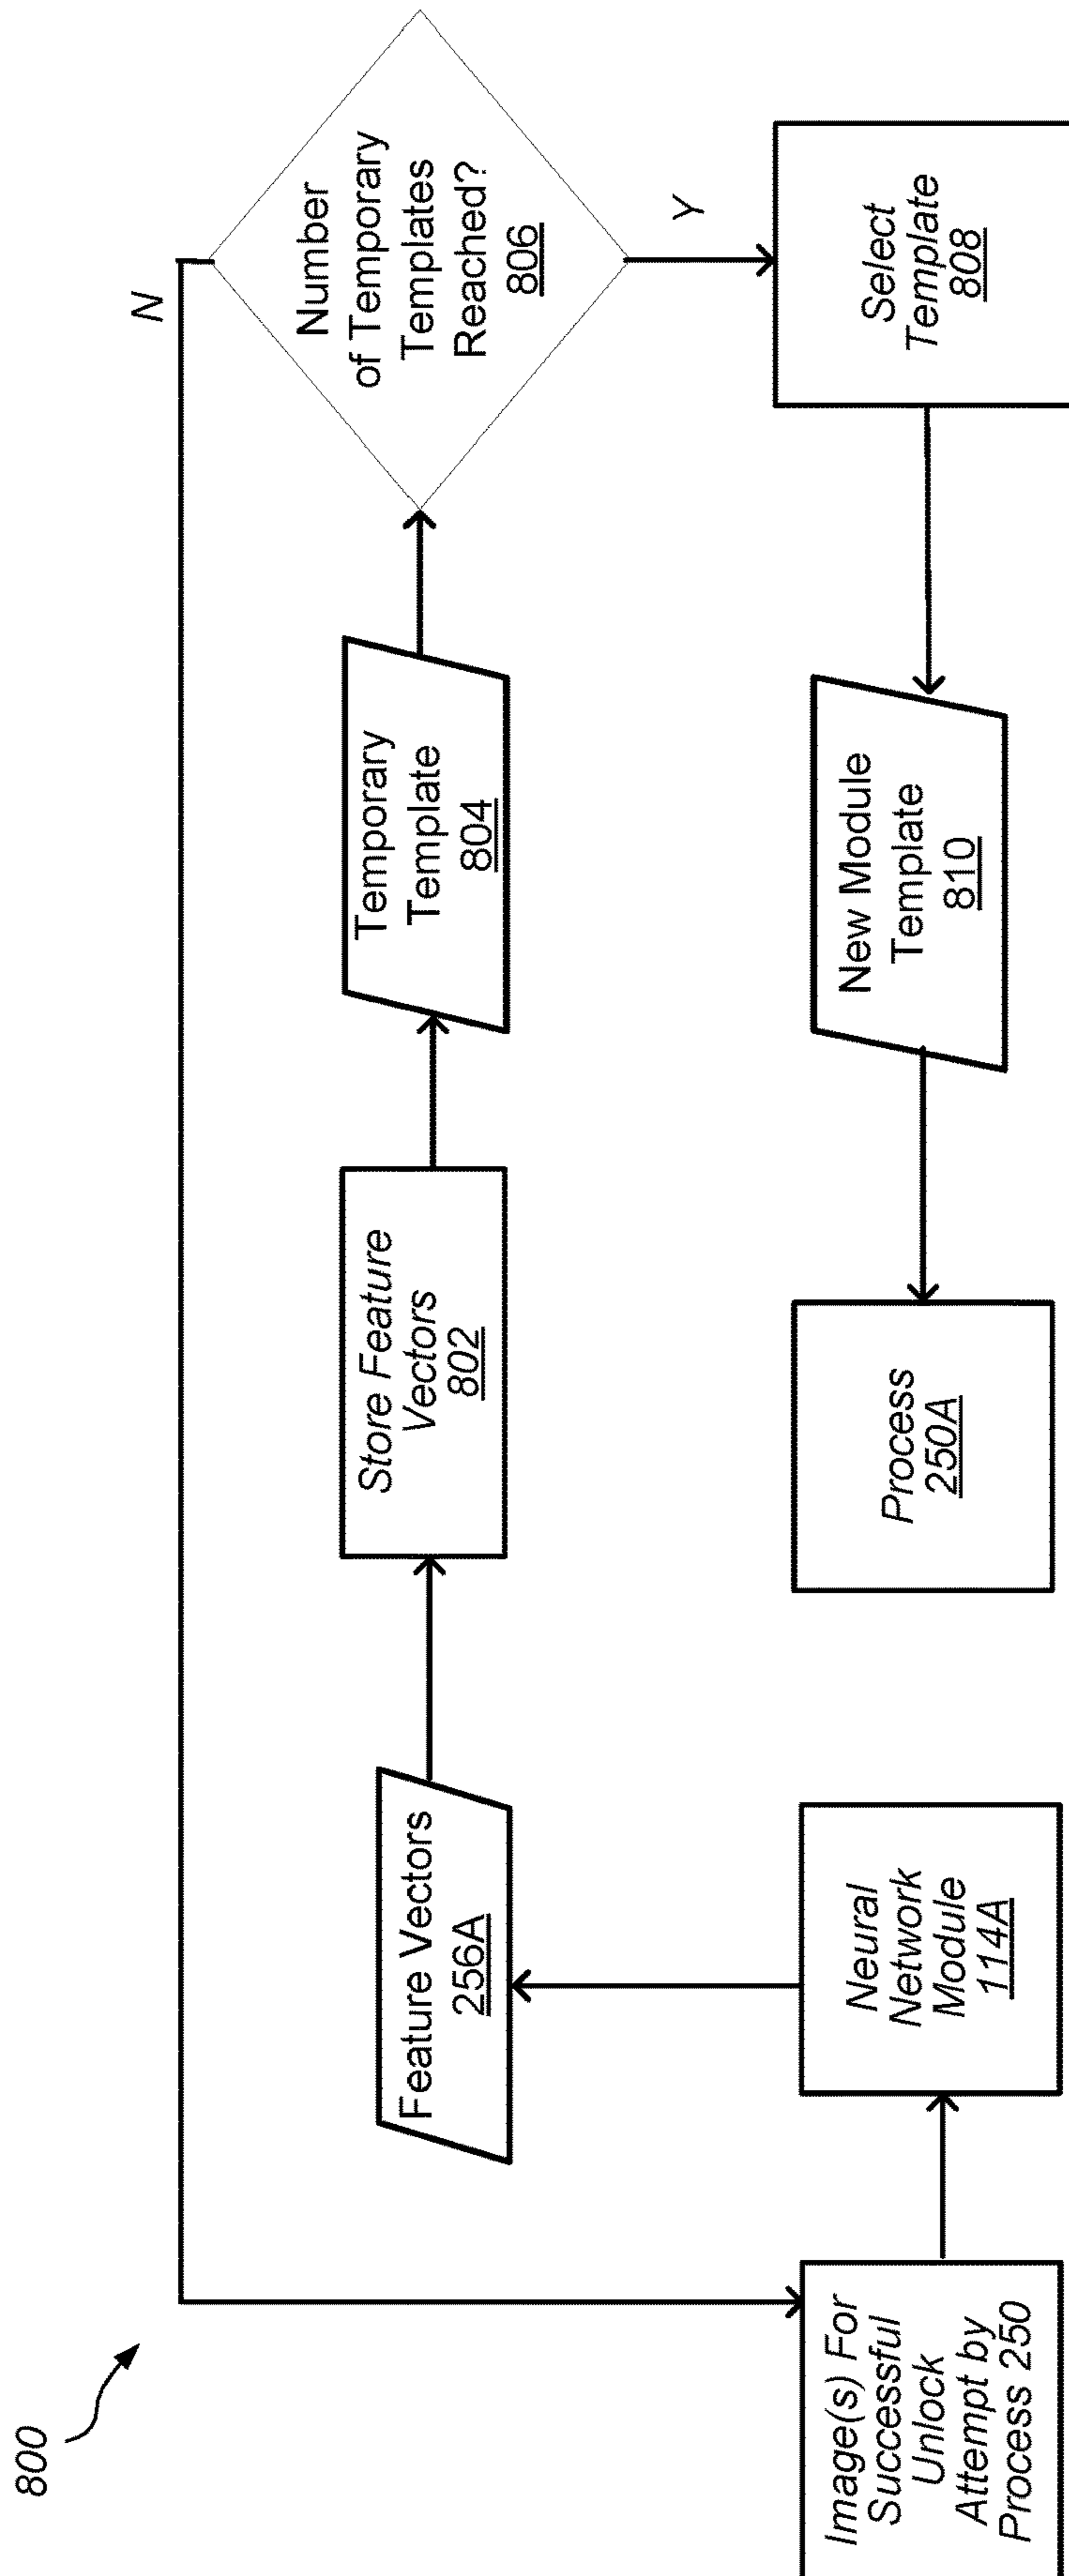 800
Image(s) For
Successful
Unlock
Attempt by
Process 250
Neural
Network
Module
114A
Feature Vectors
256A
Store Feature
Vectors
802
Temporary
Template
804
Number
of Temporary
Templates
Reached?
806
N
Y
Select
Template
808
New Module
Template
810
Process
250A